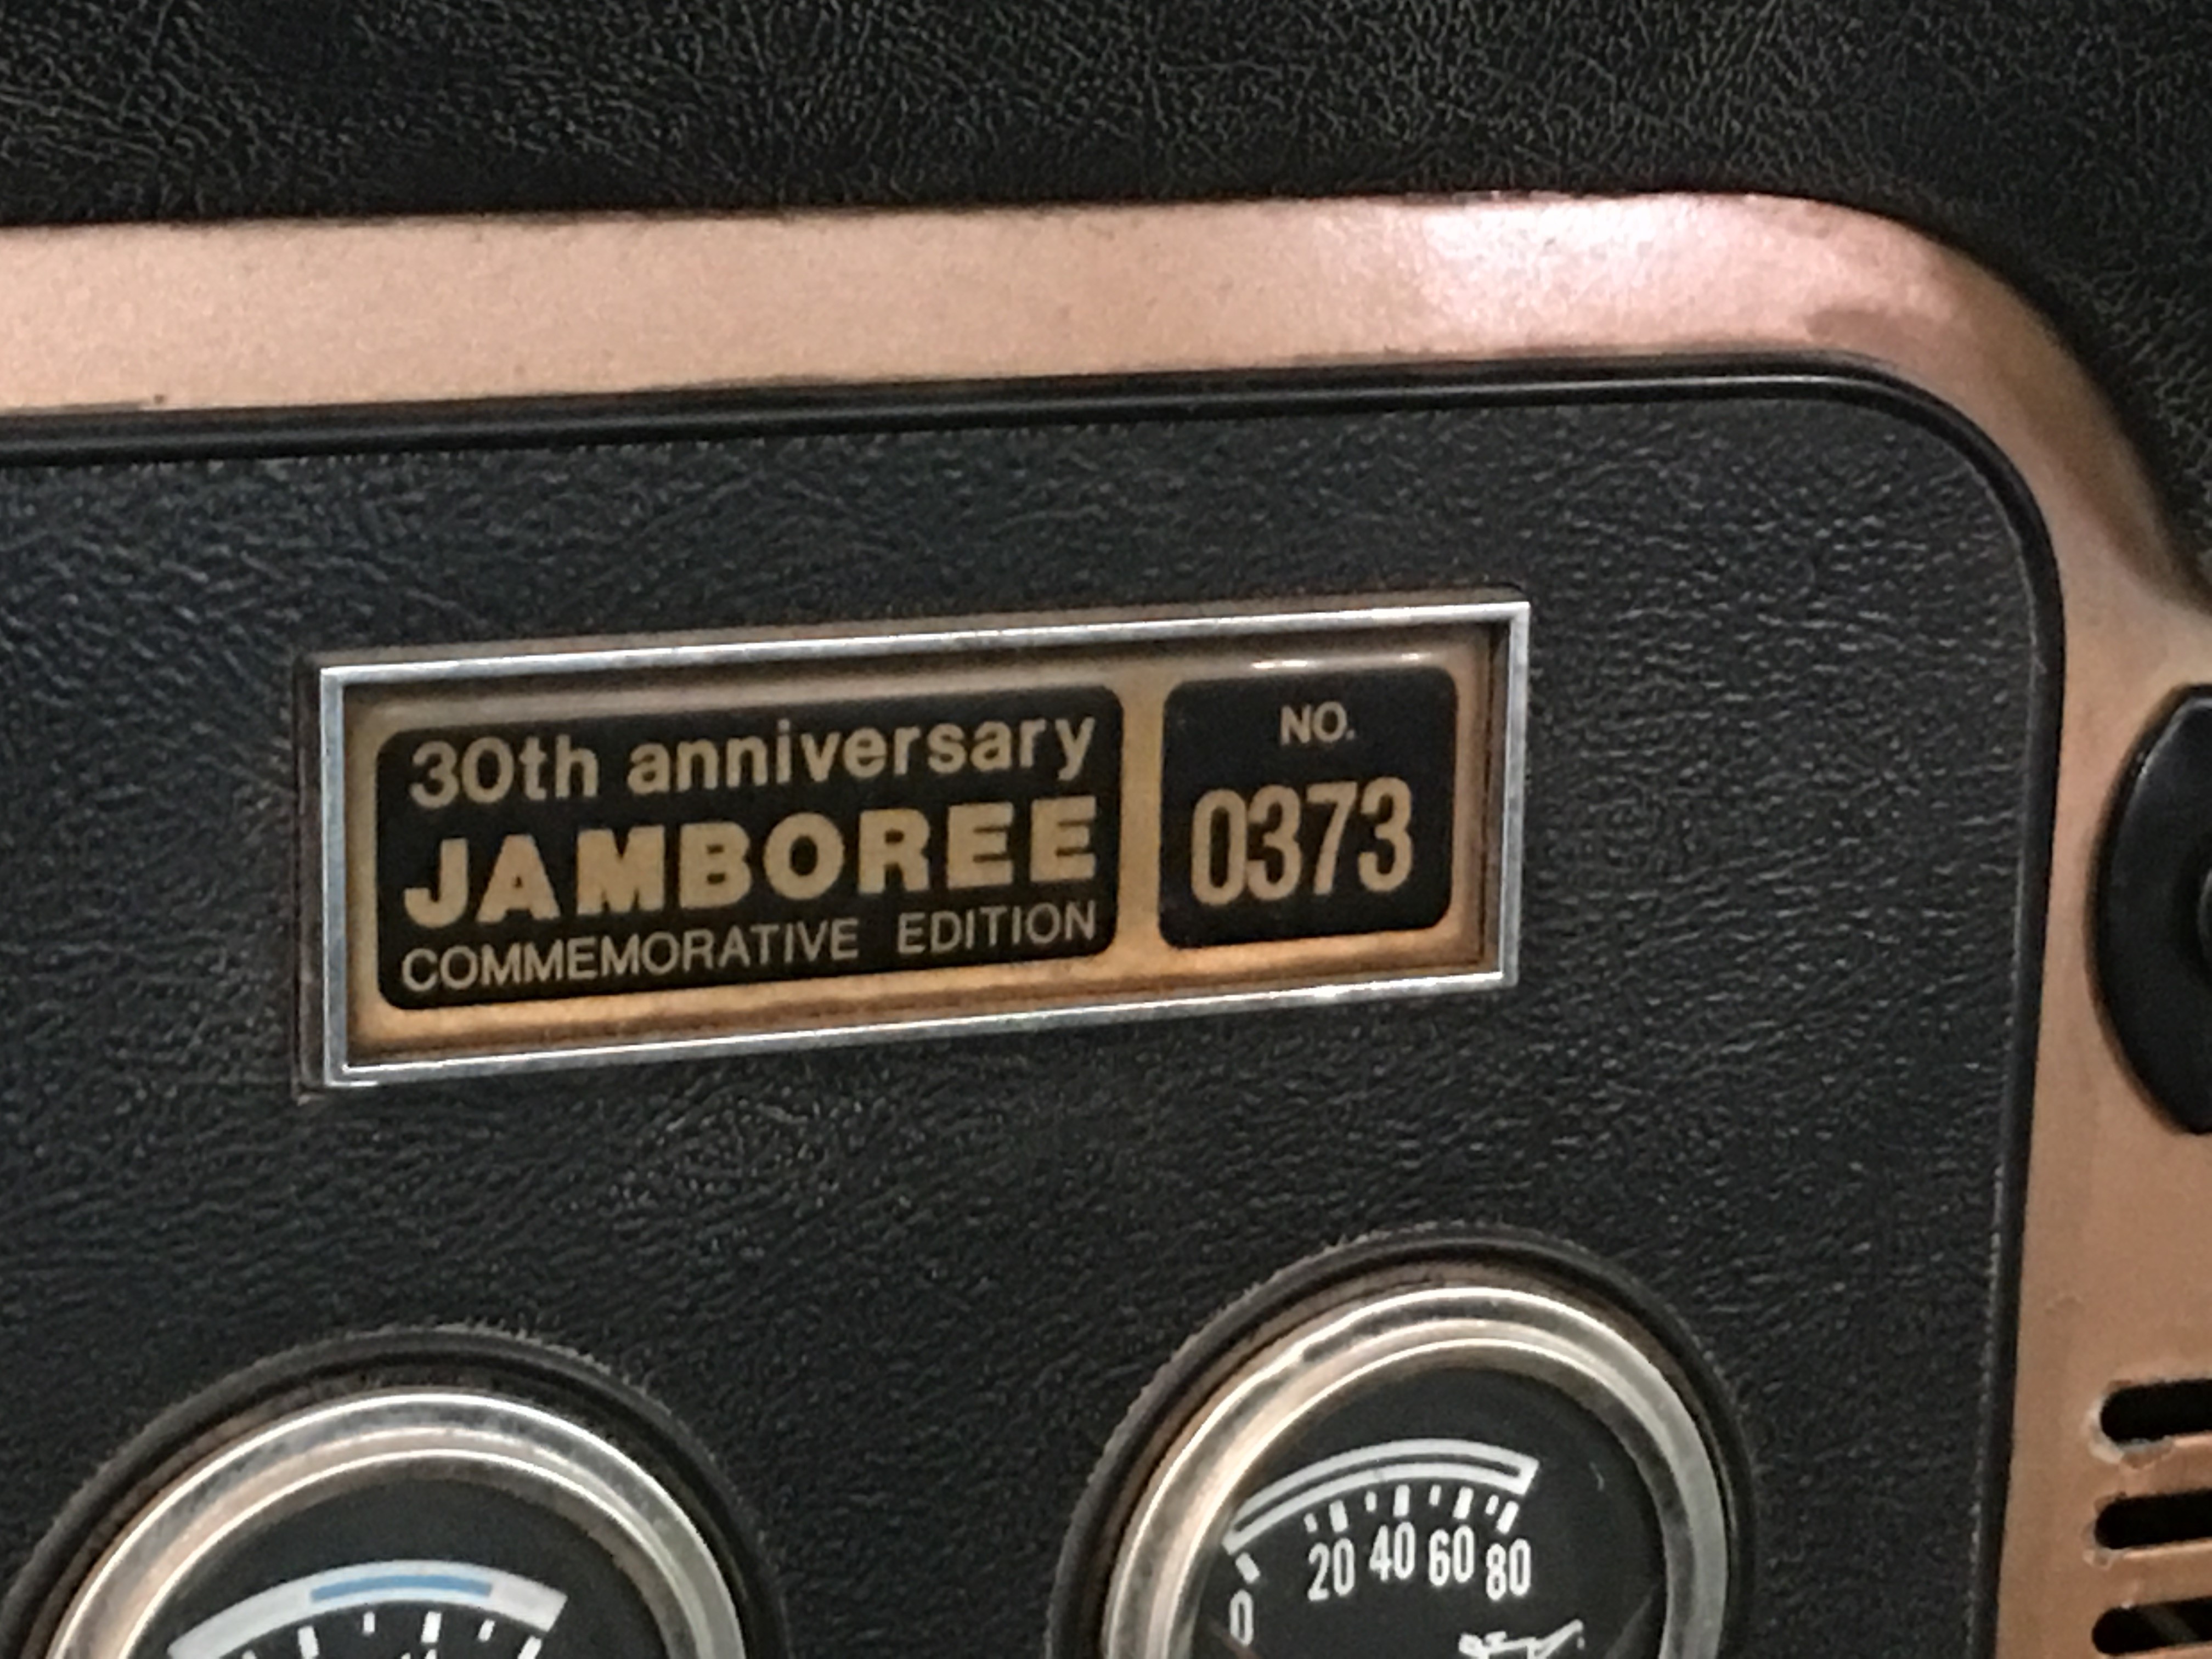 30th anniversary
JAMBOREE
COMMEMORATIVE EDITION
NO.
0373
0 20 40 60 80